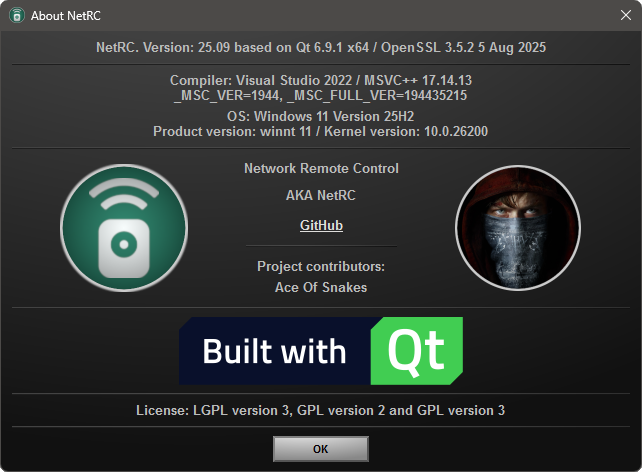 About NetRC
NetRC. Version: 25.09 based on Qt 6.9.1 x64 / OpenSSL 3.5.2 5 Aug 2025
Compiler: Visual Studio 2022 / MSVC++ 17.14.13
_MSC_VER=1944, _MSC_FULL_VER=194435215
OS: Windows 11 Version 25H2
Product version: winnt 11 / Kernel version: 10.0.26200
Network Remote Control
AKA NetRC
GitHub
Project contributors:
Ace Of Snakes
Built with Qt
License: LGPL version 3, GPL version 2 and GPL version 3
OK